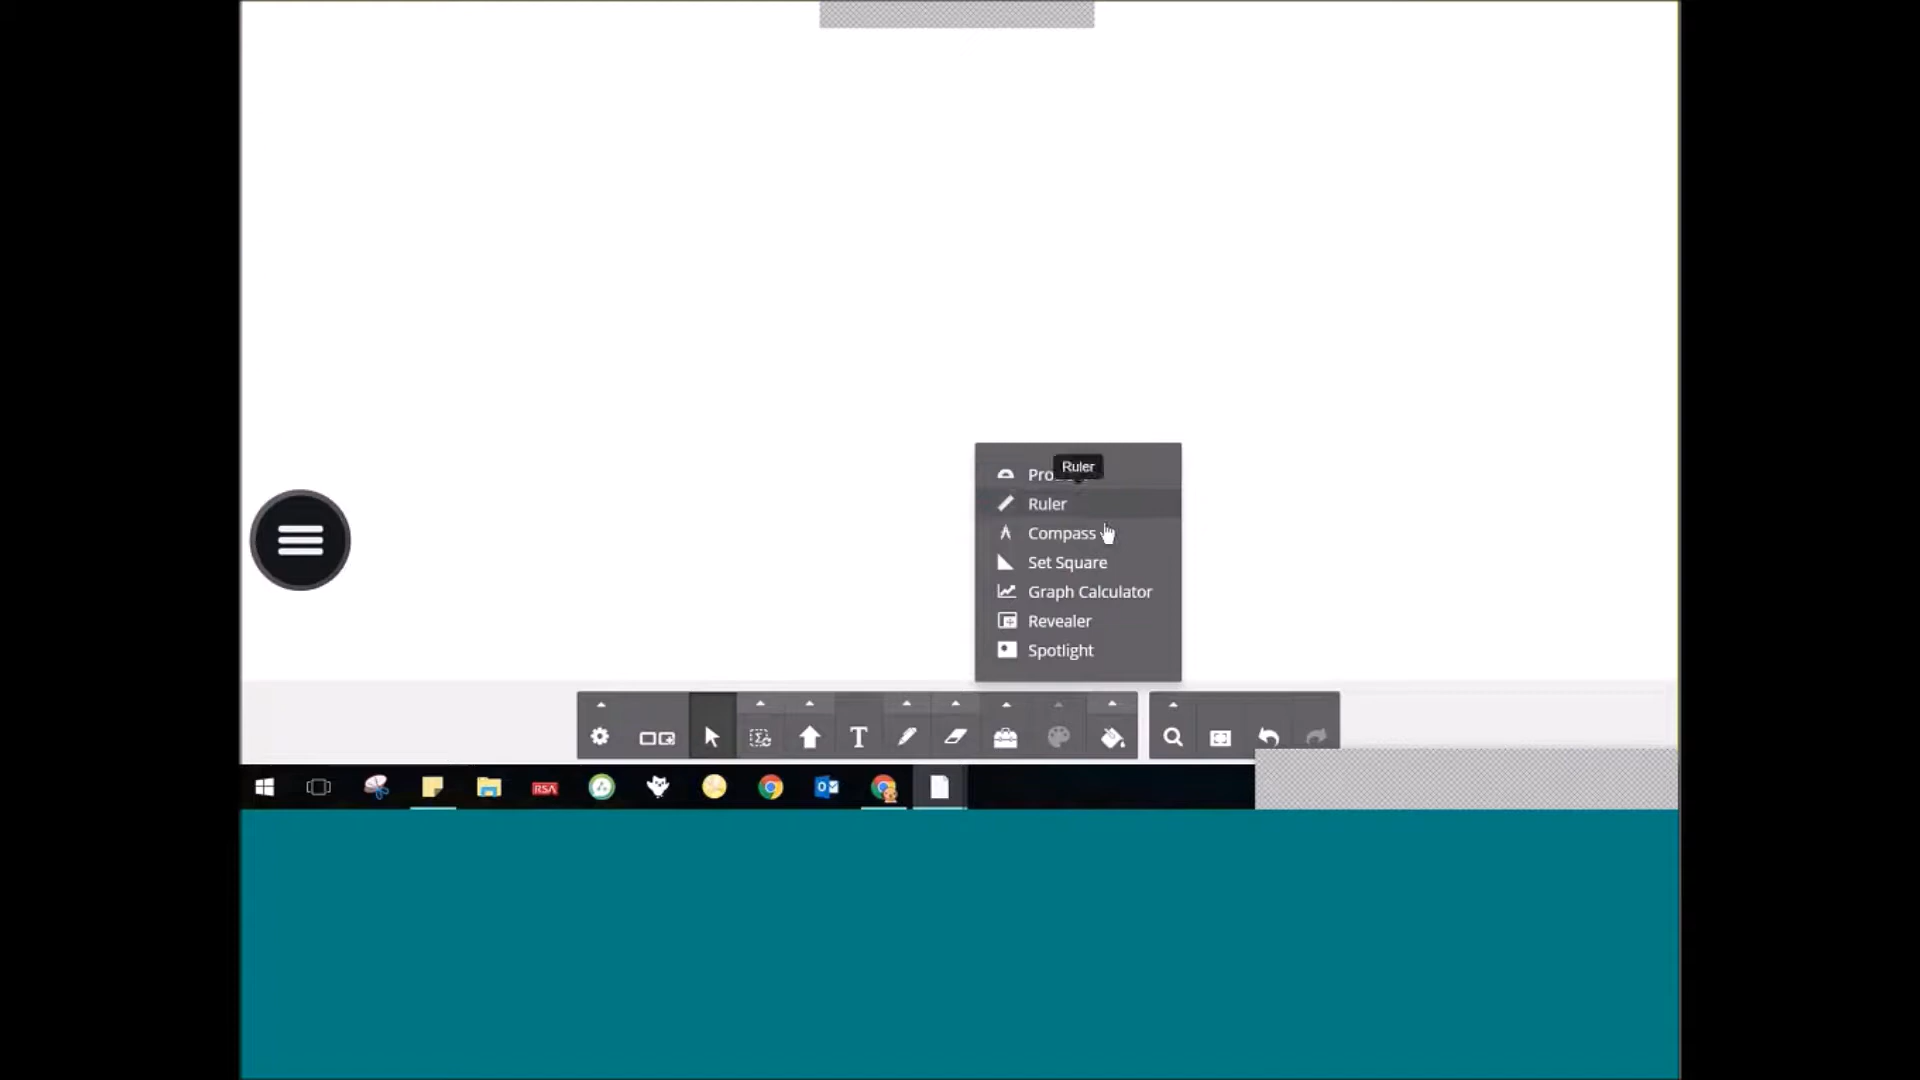 Ruler
Pro
Ruler
Compass
Set Square
Graph Calculator
Revealer
Spotlight
T
RSA